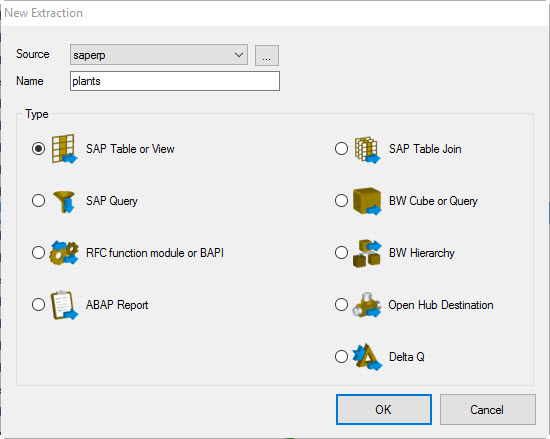 New Extraction
Source saperp ...
Name plants
Type
SAP Table or View SAP Table Join
SAP Query BW Cube or Query
RFC function module or BAPI BW Hierarchy
ABAP Report Open Hub Destination
Delta Q
OK Cancel